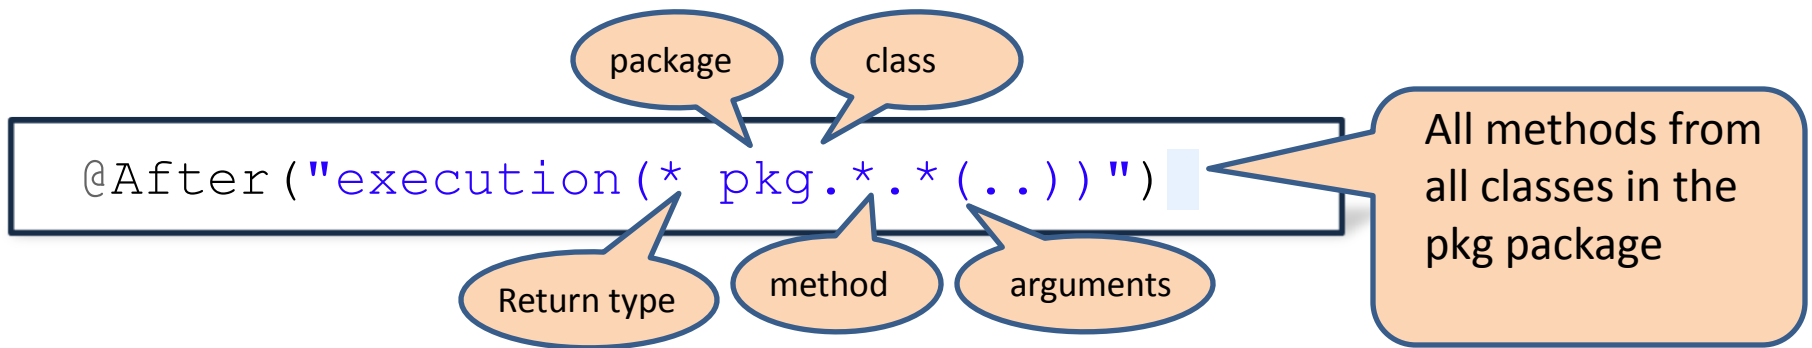 package
class
@After("execution(* pkg.*.*(..))")
All methods from
all classes in the
pkg package
Return type
method
arguments